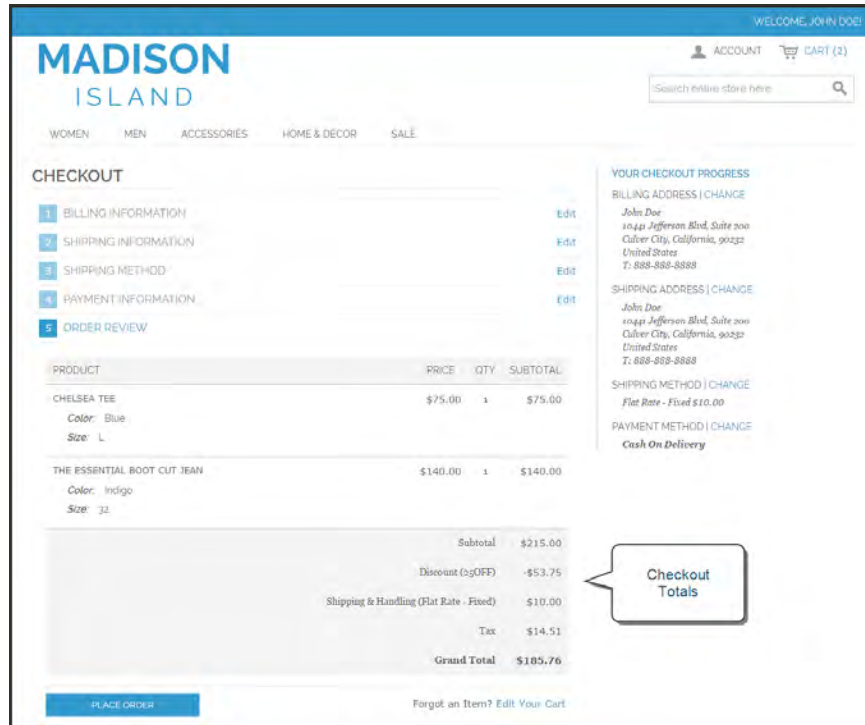 WELCOME, JOHN DOE!
MADISON
ISLAND
ACCOUNT CART (2)
Search entire store here
WOMEN MEN ACCESSORIES HOME & DECOR SALE
CHECKOUT
1 BILLING INFORMATION Edit
2 SHIPPING INFORMATION Edit
3 SHIPPING METHOD Edit
4 PAYMENT INFORMATION Edit
5 ORDER REVIEW
PRODUCT PRICE QTY SUBTOTAL
CHELSEA TEE $75.00 1 $75.00
Color: Blue
Size: L
THE ESSENTIAL BOOT CUT JEAN $140.00 1 $140.00
Color: Indigo
Size: 32
Subtotal $215.00
Discount (25OFF) -$53.75
Shipping & Handling (Flat Rate - Fixed) $10.00
Tax $14.51
Grand Total $185.76
PLACE ORDER
Forgot an Item? Edit Your Cart
YOUR CHECKOUT PROGRESS
BILLING ADDRESS | CHANGE
John Doe
10441 Jefferson Blvd, Suite 200
Culver City, California, 90232
United States
T: 888-888-8888
SHIPPING ADDRESS | CHANGE
John Doe
10441 Jefferson Blvd, Suite 200
Culver City, California, 90232
United States
T: 888-888-8888
SHIPPING METHOD | CHANGE
Flat Rate - Fixed $10.00
PAYMENT METHOD | CHANGE
Cash On Delivery
Checkout
Totals